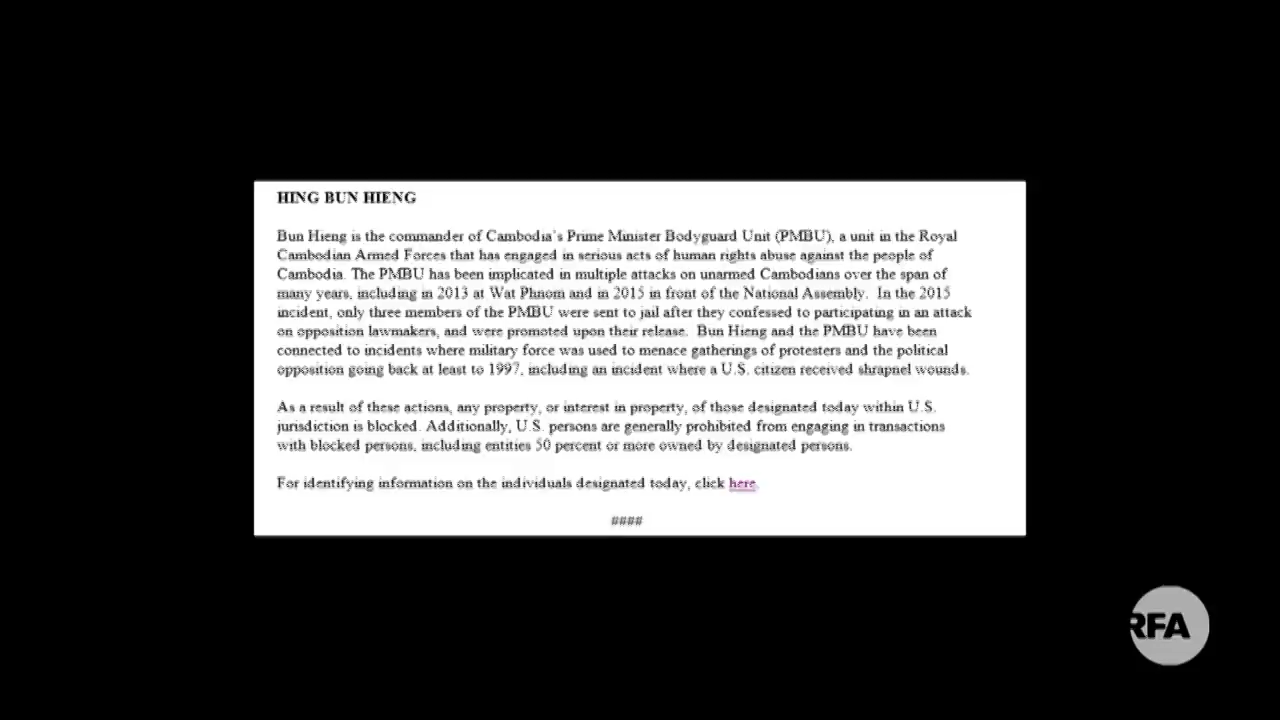 HING BUN HIENG
Bun Hieng is the commander of Cambodia's Prime Minister Bodyguard Unit (PMBU), a unit in the Royal
Cambodian Armed Forces that has engaged in serious acts of human rights abuse against the people of
Cambodia. The PMBU has been implicated in multiple attacks on unarmed Cambodians over the span of
many years, including in 2013 at Wat Phnom and in 2015 in front of the National Assembly. In the 2015
incident, only three members of the PMBU were sent to jail after they confessed to participating in an attack
on opposition lawmakers, and were promoted upon their release. Bun Hieng and the PMBU have been
connected to incidents where military force was used to menace gatherings of protesters and the political
opposition going back at least to 1997, including an incident where a U.S. citizen received shrapnel wounds.
As a result of these actions, any property, or interest in property, of those designated today within U.S.
jurisdiction is blocked. Additionally, U.S. persons are generally prohibited from engaging in transactions
with blocked persons, including entities 50 percent or more owned by designated persons.
For identifying information on the individuals designated today, click here.
####
RFA